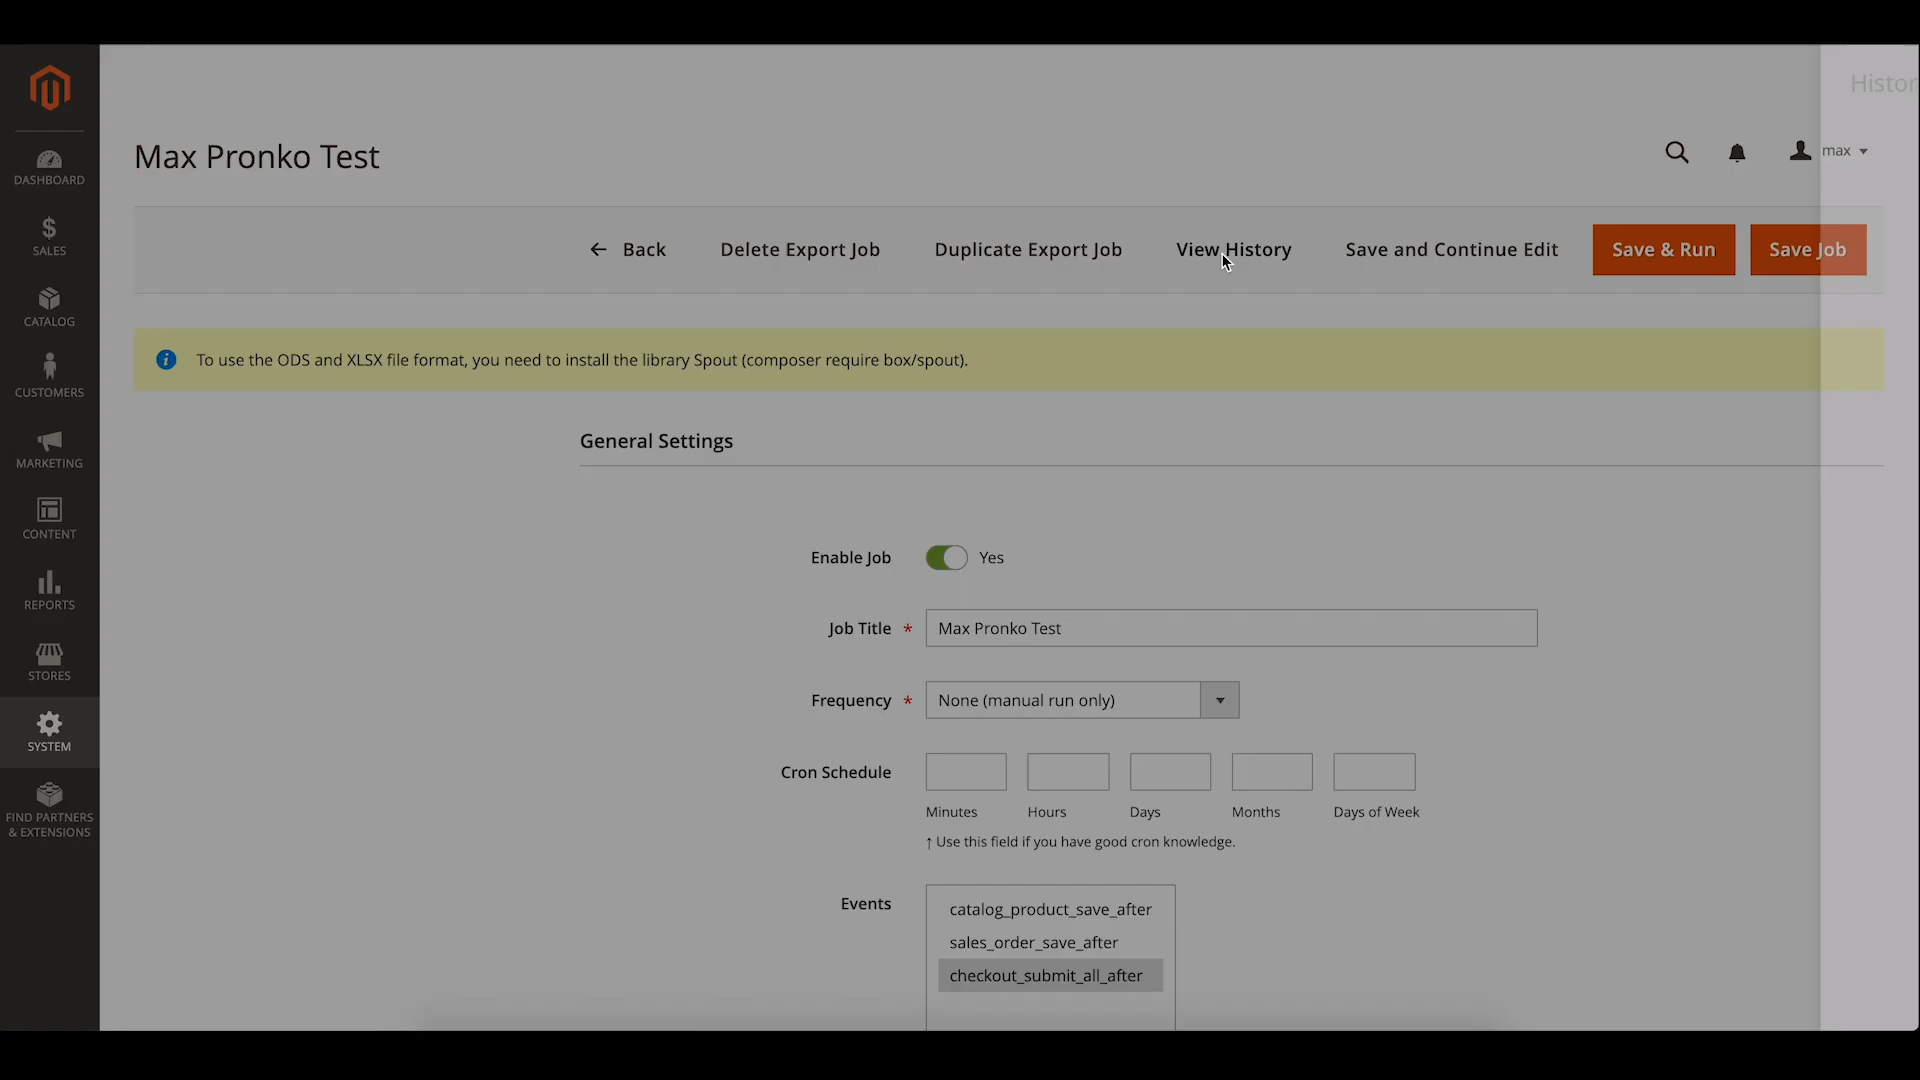 Histor
Max Pronko Test
max
DASHBOARD
SALES
CATALOG
CUSTOMERS
MARKETING
CONTENT
REPORTS
STORES
SYSTEM
FIND PARTNERS
& EXTENSIONS
Back
Delete Export Job
Duplicate Export Job
View History
Save and Continue Edit
Save & Run
Save Job
To use the ODS and XLSX file format, you need to install the library Spout (composer require box/spout).
General Settings
Enable Job
Yes
Job Title *
Max Pronko Test
Frequency *
None (manual run only)
Cron Schedule
Minutes
Hours
Days
Months
Days of Week
↑ Use this field if you have good cron knowledge.
Events
catalog_product_save_after
sales_order_save_after
checkout_submit_all_after